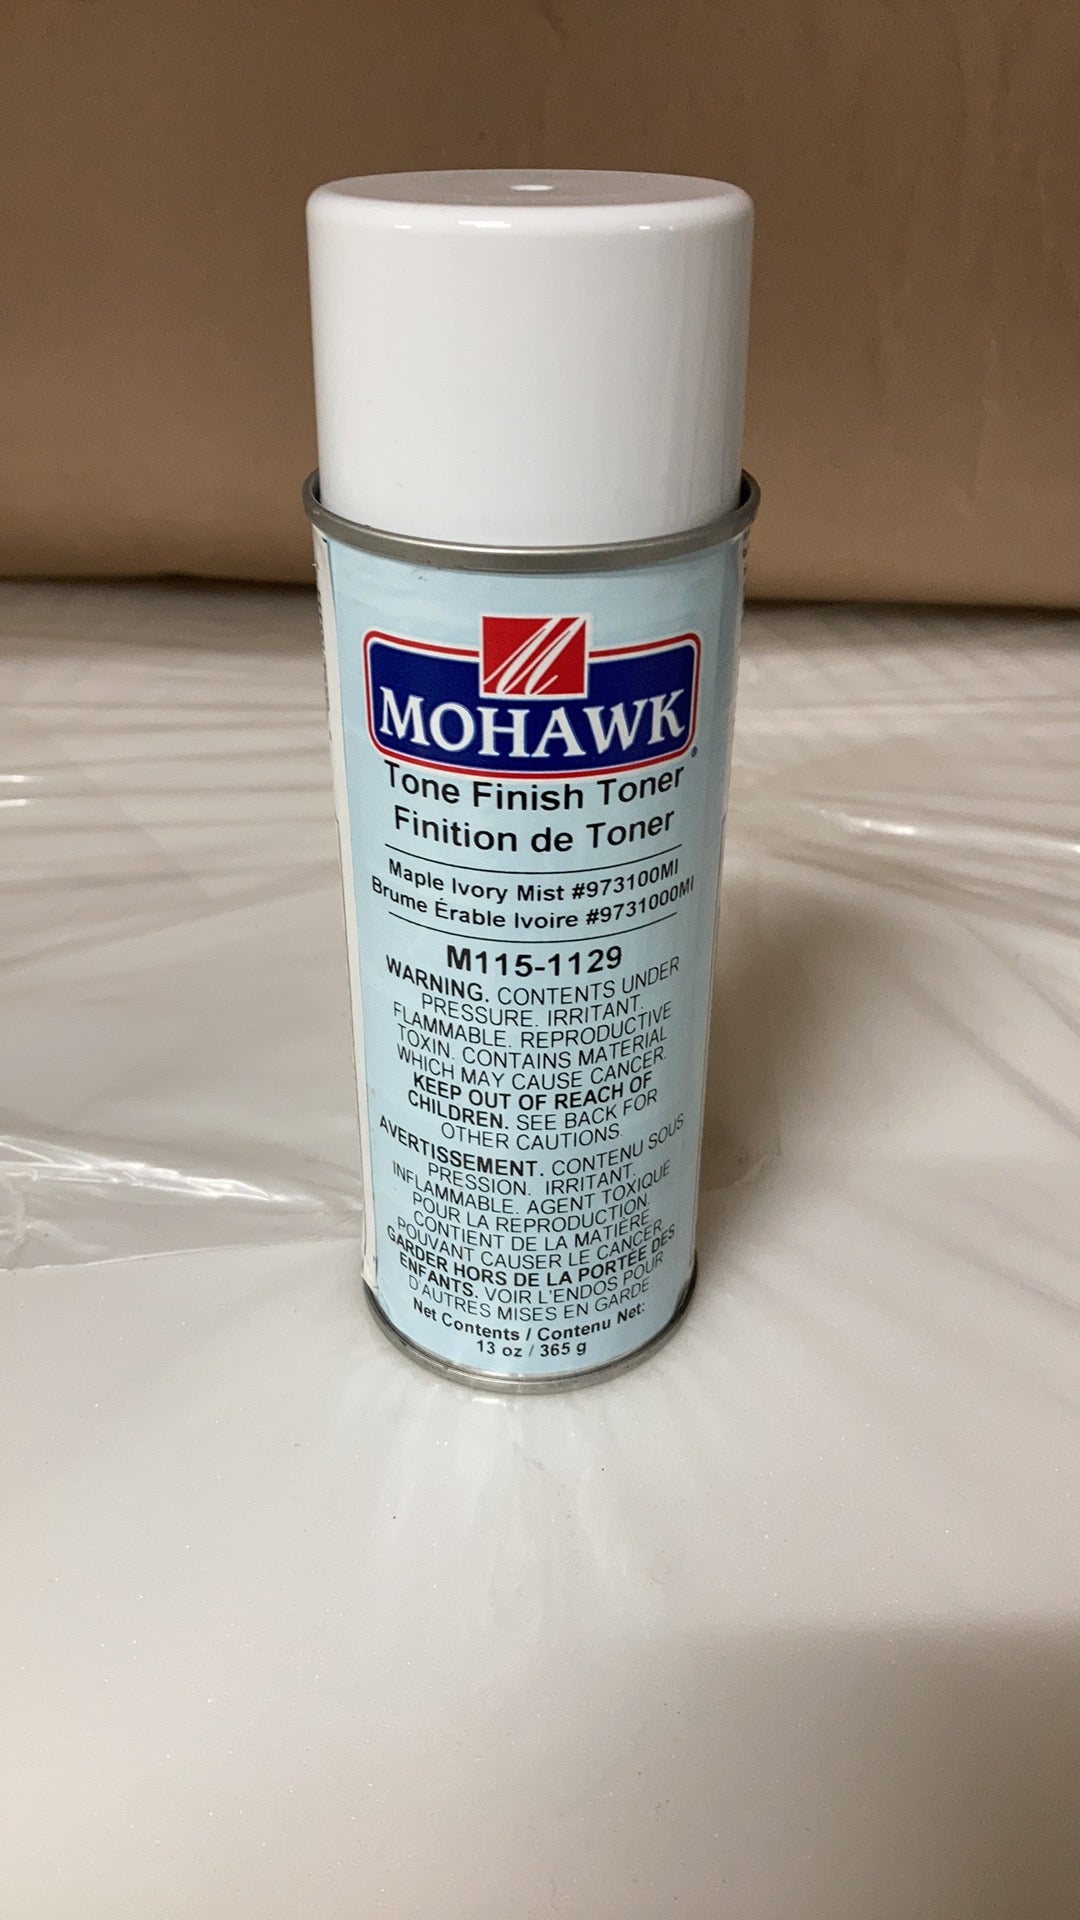 MOHAWK
Tone Finish Toner
Finition de Toner
Maple Ivory Mist #973100MI
Brume Érable Ivoire #9731000MI
M115-1129
WARNING. CONTENTS UNDER
PRESSURE. IRRITANT.
FLAMMABLE. REPRODUCTIVE
TOXIN. CONTAINS MATERIAL
WHICH MAY CAUSE CANCER.
KEEP OUT OF REACH OF
CHILDREN. SEE BACK FOR
OTHER CAUTIONS.
AVERTISSEMENT. CONTENU SOUS
PRESSION. IRRITANT.
INFLAMMABLE. AGENT TOXIQUE
POUR LA REPRODUCTION.
CONTIENT DE LA MATIÈRE
POUVANT CAUSER LE CANCER.
GARDER HORS DE LA PORTÉE DES
ENFANTS. VOIR L'ENDOS POUR
D'AUTRES MISES EN GARDE
Net Contents / Contenu Net:
13 oz / 365 g